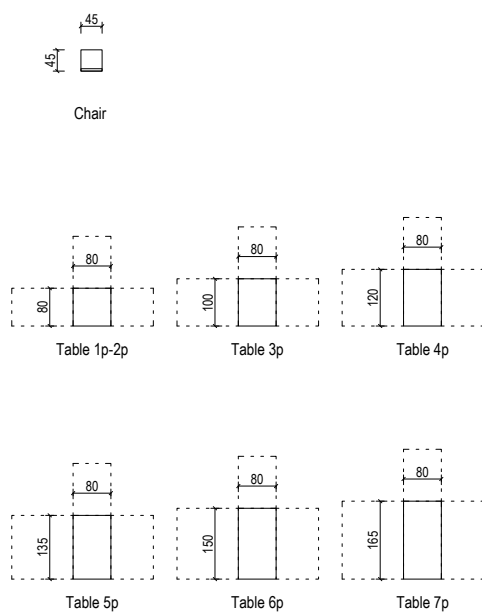 45
45
Chair
80
80
Table 1p-2p
80
100
Table 3p
80
120
Table 4p
80
135
Table 5p
80
150
Table 6p
80
165
Table 7p